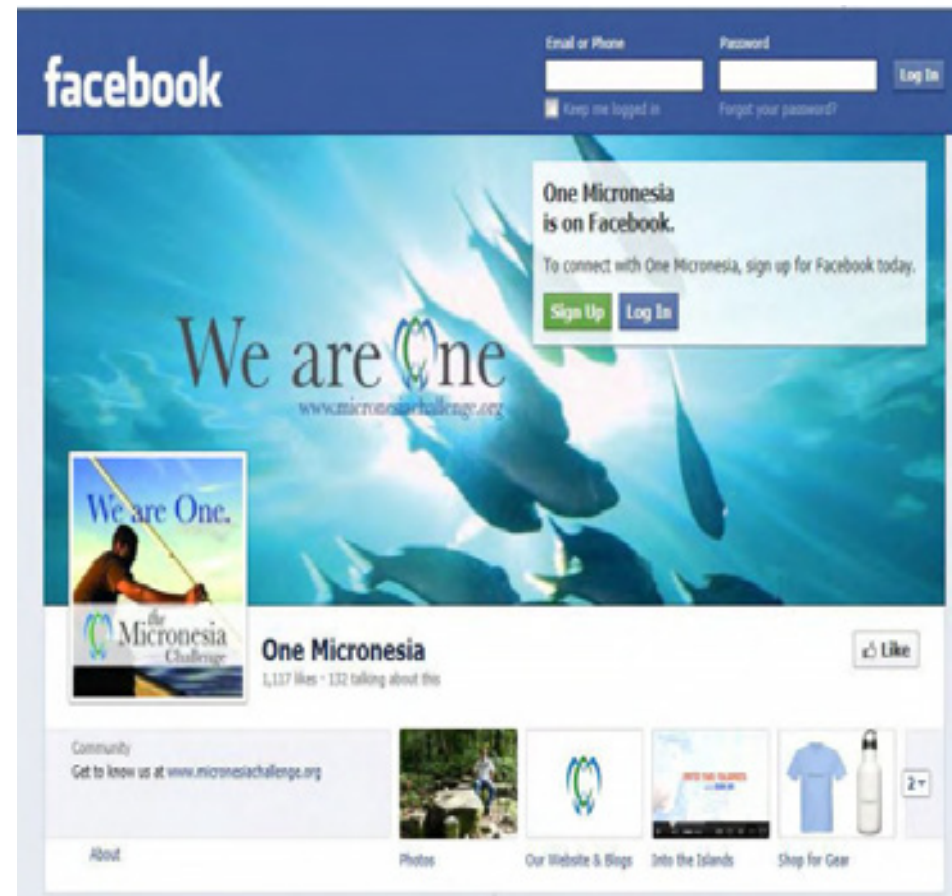 Email or Phone
Password
facebook
Log In
Keep me logged in
Forgot your password?
One Micronesia
is on Facebook.
To connect with One Micronesia, sign up for Facebook today.
Sign Up
Log In
We are One
www.micronesiachallenge.org
We are One.
the
Micronesia
Challenge
One Micronesia
1,117 likes · 132 talking about this
Like
Community
Get to know us at www.micronesiachallenge.org
2
About
Photos
Our Website & Blogs
Into the Islands
Shop for Gear